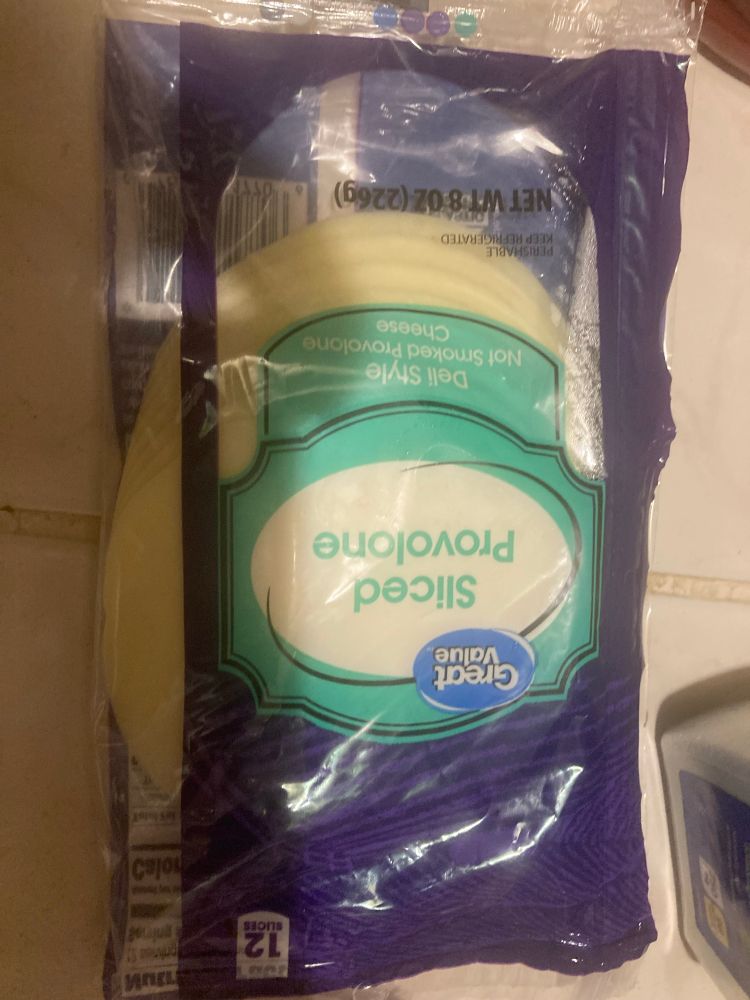 Great
Value
Sliced
Provolone
Deli Style
Not Smoked Provolone
Cheese
PERISHABLE
KEEP REFRIGERATED
NET WT 8 OZ (226g)
12
SLICES